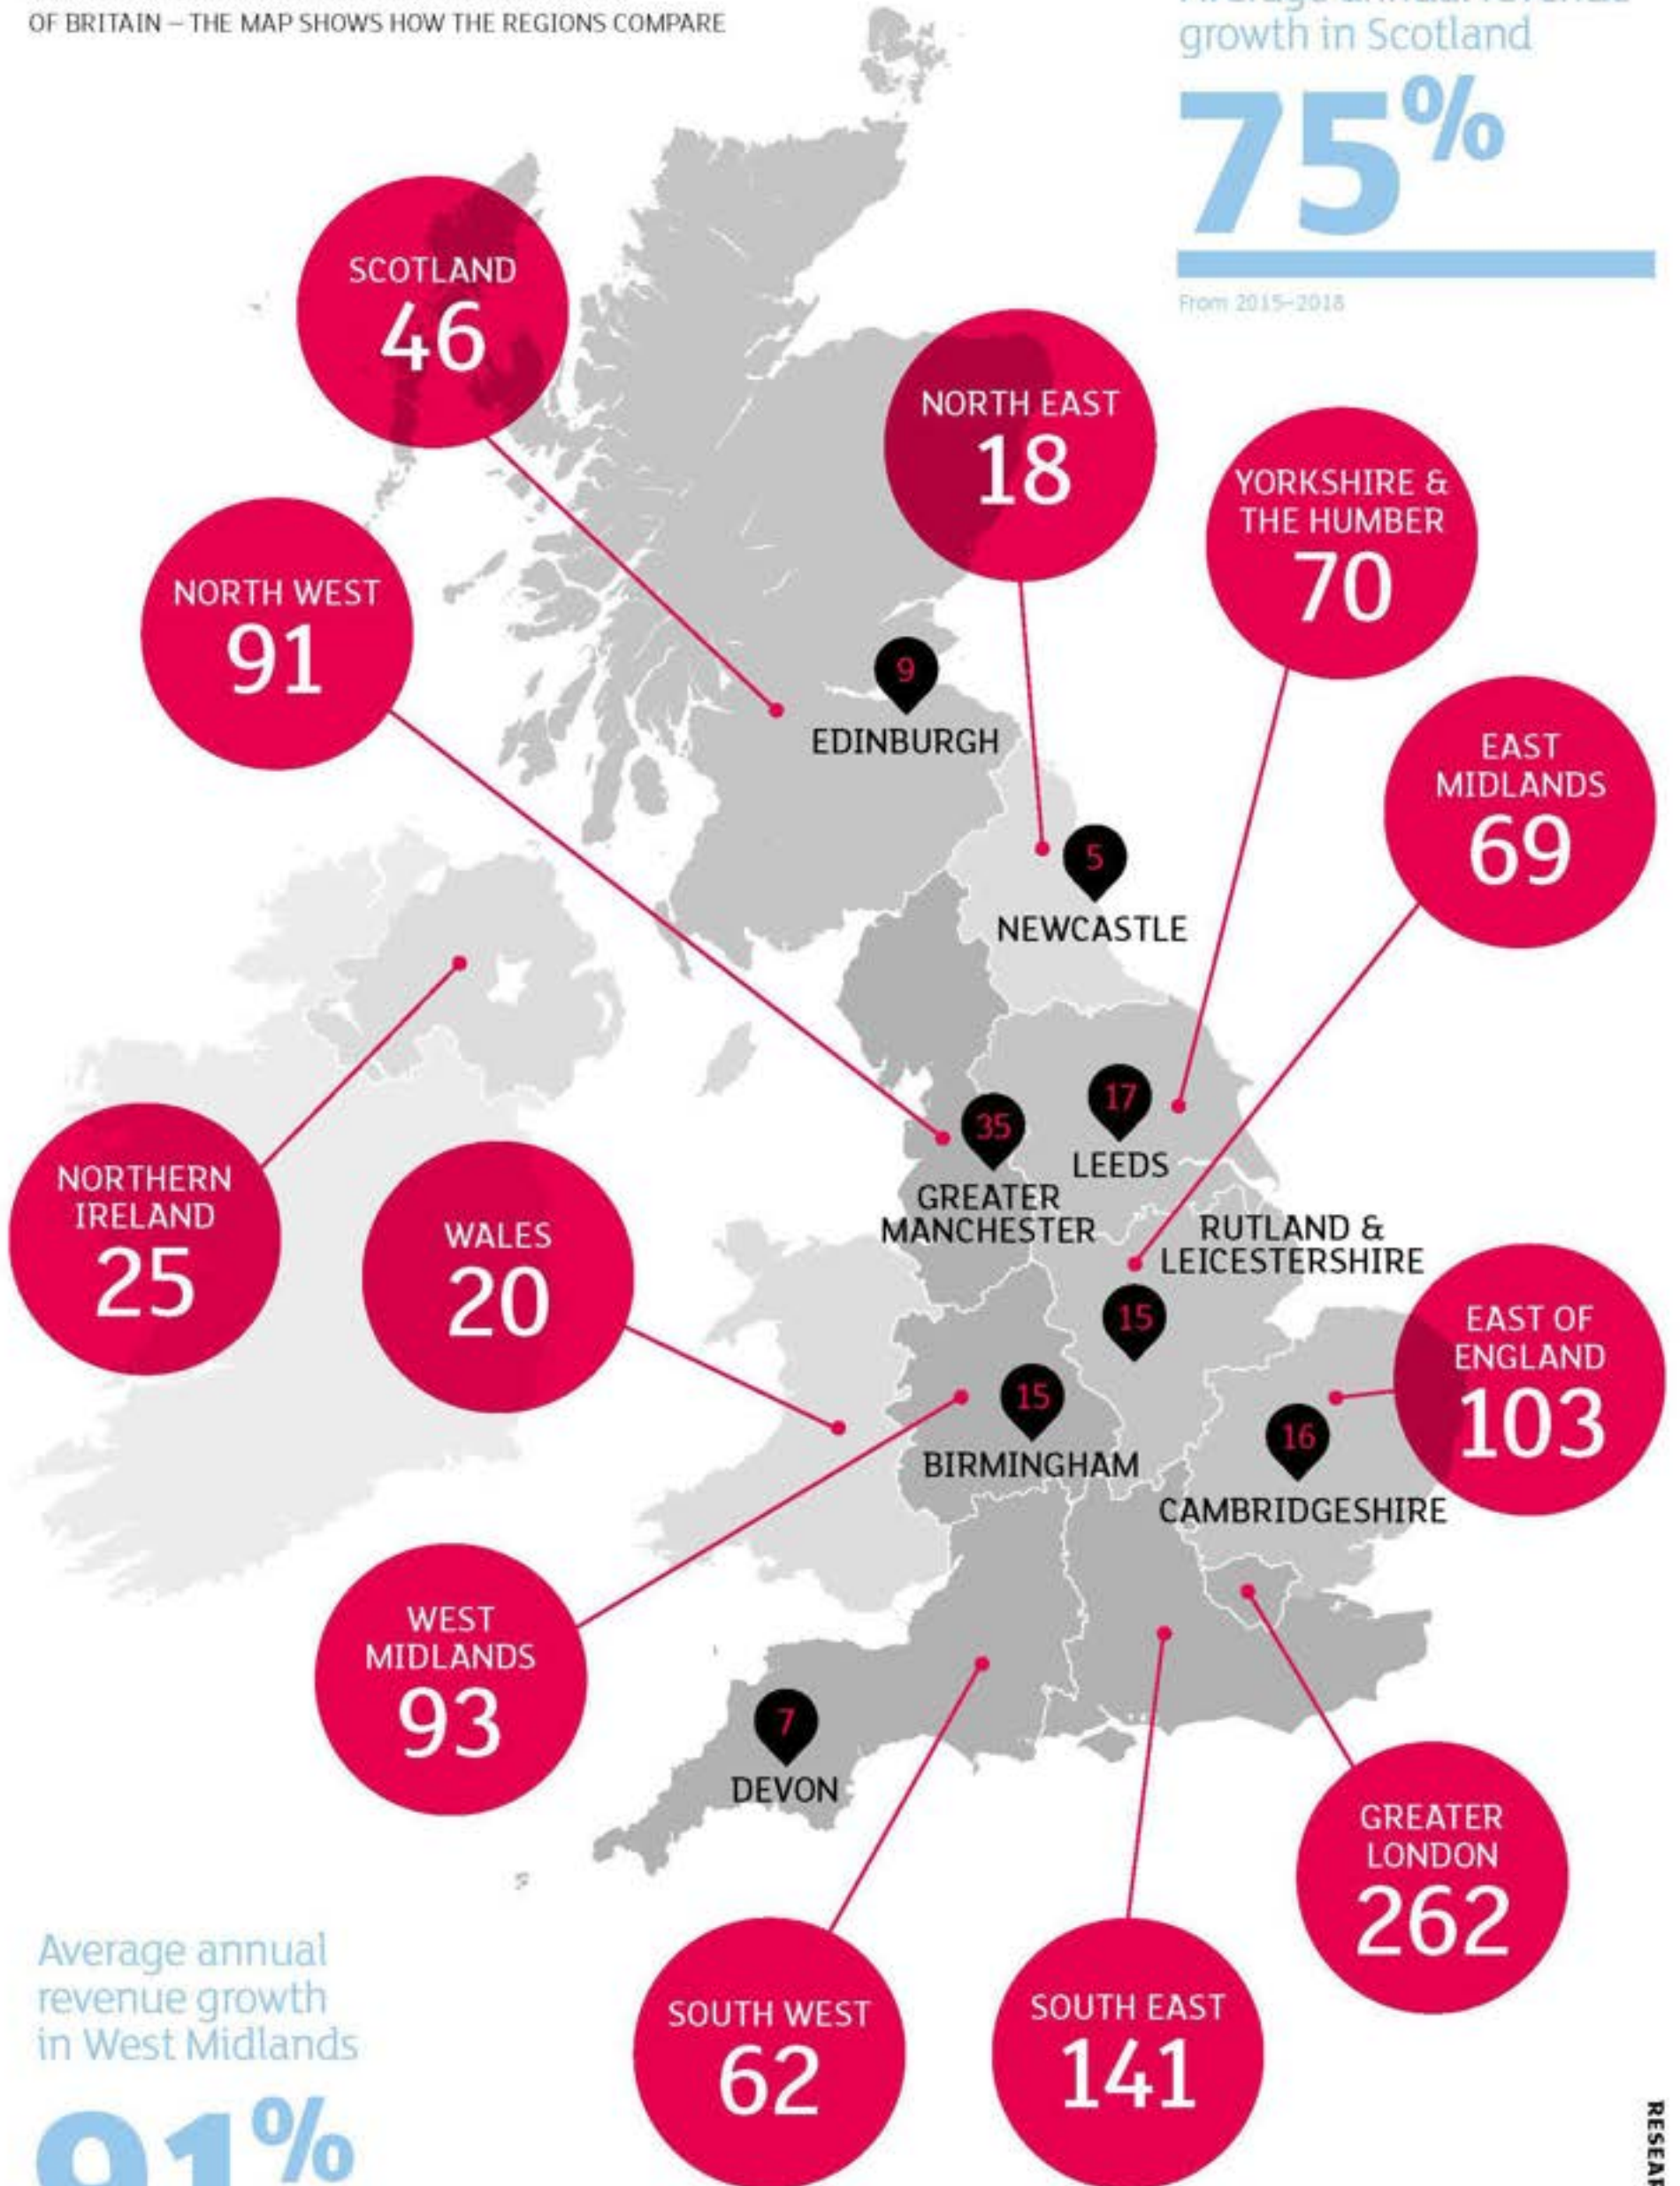 OF BRITAIN – THE MAP SHOWS HOW THE REGIONS COMPARE
growth in Scotland
75%
From 2015–2018
SCOTLAND
46
NORTH EAST
18
YORKSHIRE &
THE HUMBER
70
NORTH WEST
91
9
EDINBURGH
EAST
MIDLANDS
69
5
NEWCASTLE
17
LEEDS
35
GREATER
MANCHESTER
NORTHERN
IRELAND
25
WALES
20
RUTLAND &
LEICESTERSHIRE
15
EAST OF
ENGLAND
103
15
BIRMINGHAM
16
CAMBRIDGESHIRE
WEST
MIDLANDS
93
7
DEVON
GREATER
LONDON
262
Average annual
revenue growth
in West Midlands
91%
SOUTH WEST
62
SOUTH EAST
141